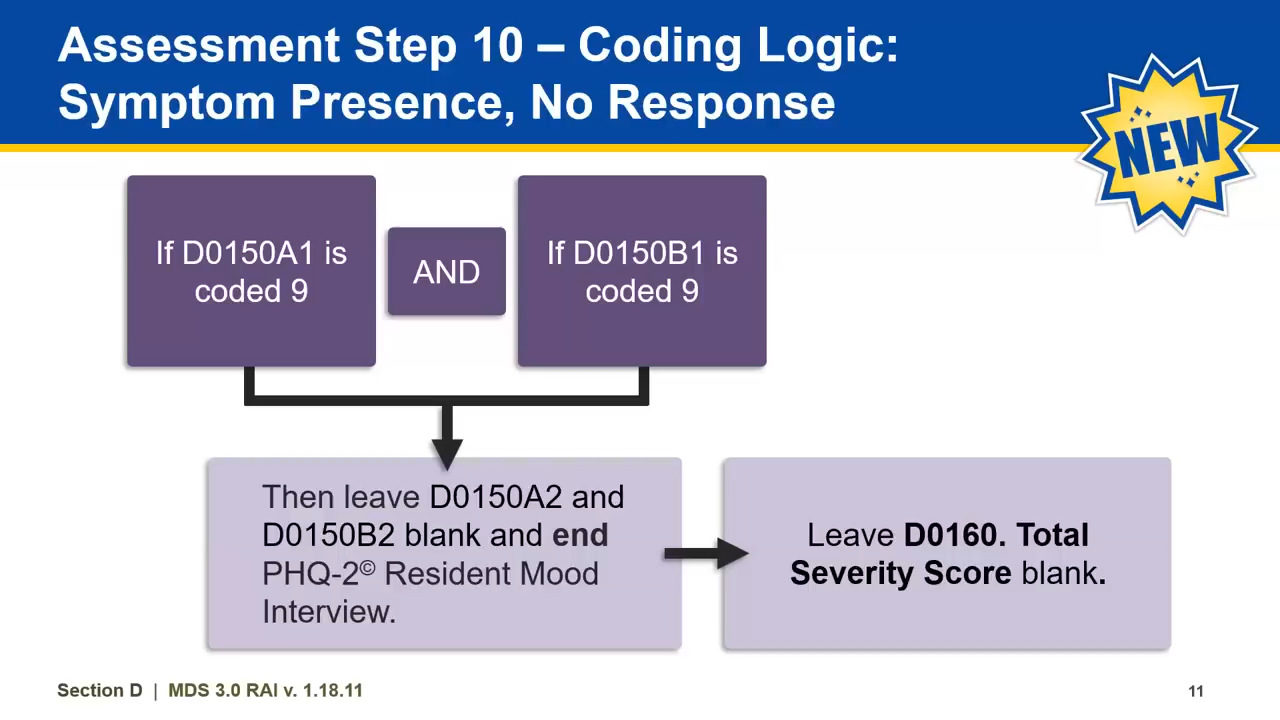 Assessment Step 10 – Coding Logic:
Symptom Presence, No Response
NEW
If D0150A1 is
coded 9
AND
If D0150B1 is
coded 9
Then leave D0150A2 and
D0150B2 blank and end
PHQ-2© Resident Mood
Interview.
Leave D0160. Total
Severity Score blank.
Section D | MDS 3.0 RAI v. 1.18.11
11